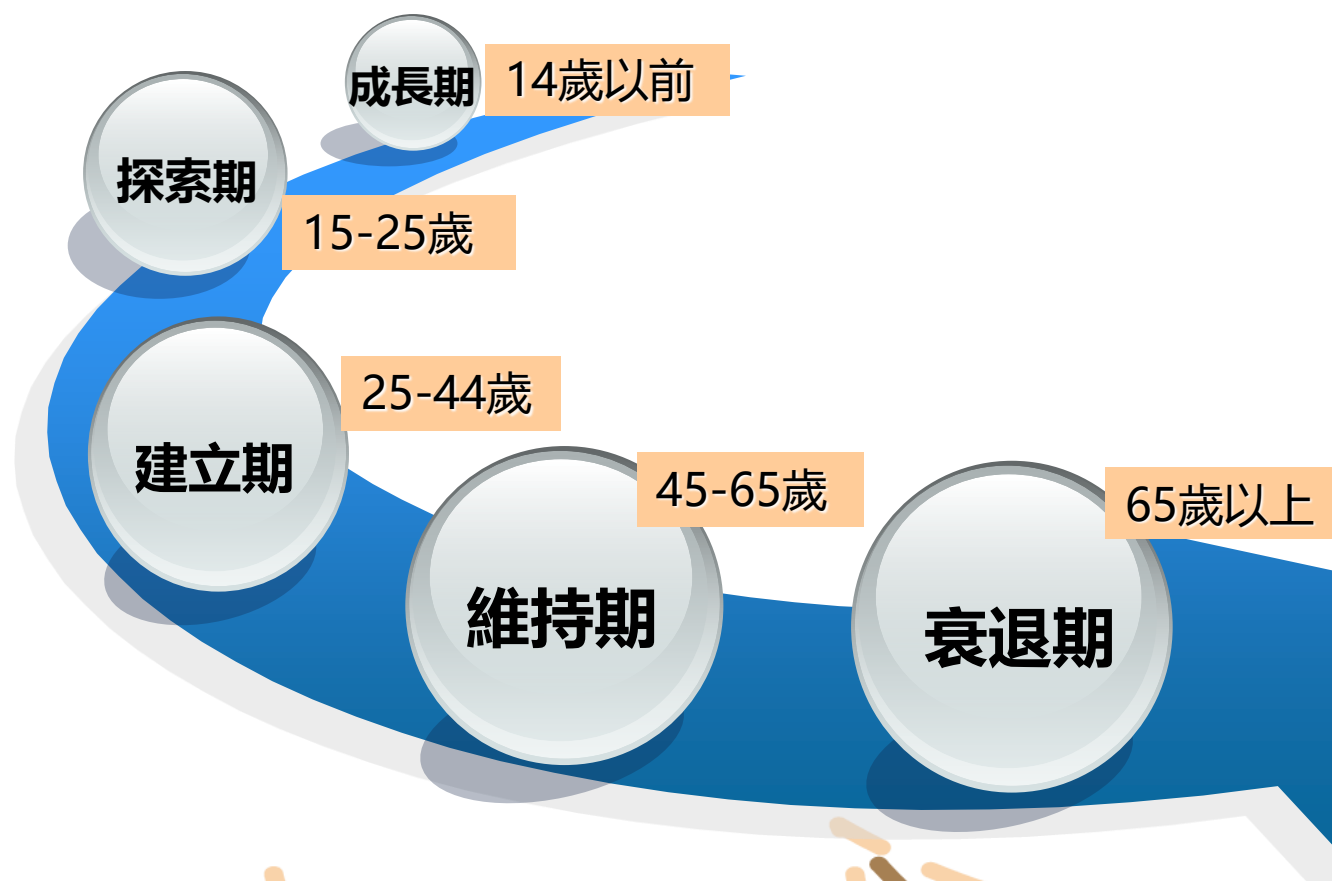 成長期
14歲以前
探索期
15-25歲
建立期
25-44歲
維持期
45-65歲
衰退期
65歲以上